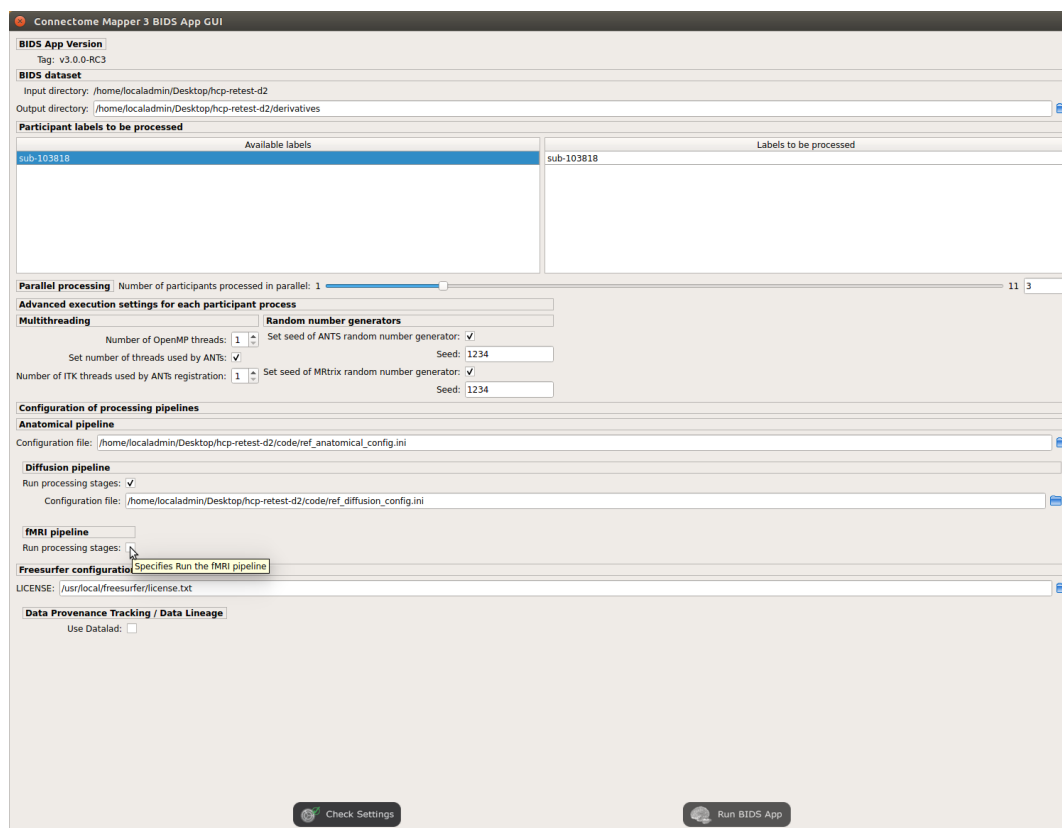 Connectome Mapper 3 BIDS App GUI
BIDS App Version
Tag: v3.0.0-RC3
BIDS dataset
Input directory: /home/localadmin/Desktop/hcp-retest-d2
Output directory: /home/localadmin/Desktop/hcp-retest-d2/derivatives
Participant labels to be processed
Available labels Labels to be processed
sub-103818 sub-103818
Parallel processing Number of participants processed in parallel: 1 11 3
Advanced execution settings for each participant process
Multithreading Random number generators
Number of OpenMP threads: 1 Set seed of ANTS random number generator:
Seed: 1234
Set number of threads used by ANTs:
Number of ITK threads used by ANTs registration: 1 Set seed of MRtrix random number generator:
Seed: 1234
Configuration of processing pipelines
Anatomical pipeline
Configuration file: /home/localadmin/Desktop/hcp-retest-d2/code/ref_anatomical_config.ini
Diffusion pipeline
Run processing stages:
Configuration file: /home/localadmin/Desktop/hcp-retest-d2/code/ref_diffusion_config.ini
fMRI pipeline
Run processing stages:
Specifies Run the fMRI pipeline
Freesurfer configuration
LICENSE: /usr/local/freesurfer/license.txt
Data Provenance Tracking / Data Lineage
Use Datalad:
Check Settings Run BIDS App